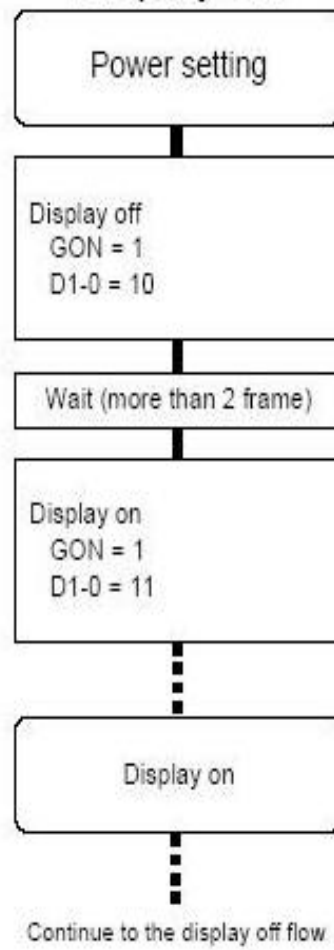 Power setting
Display off
GON = 1
D1-0 = 10
Wait (more than 2 frame)
Display on
GON = 1
D1-0 = 11
Display on
Continue to the display off flow